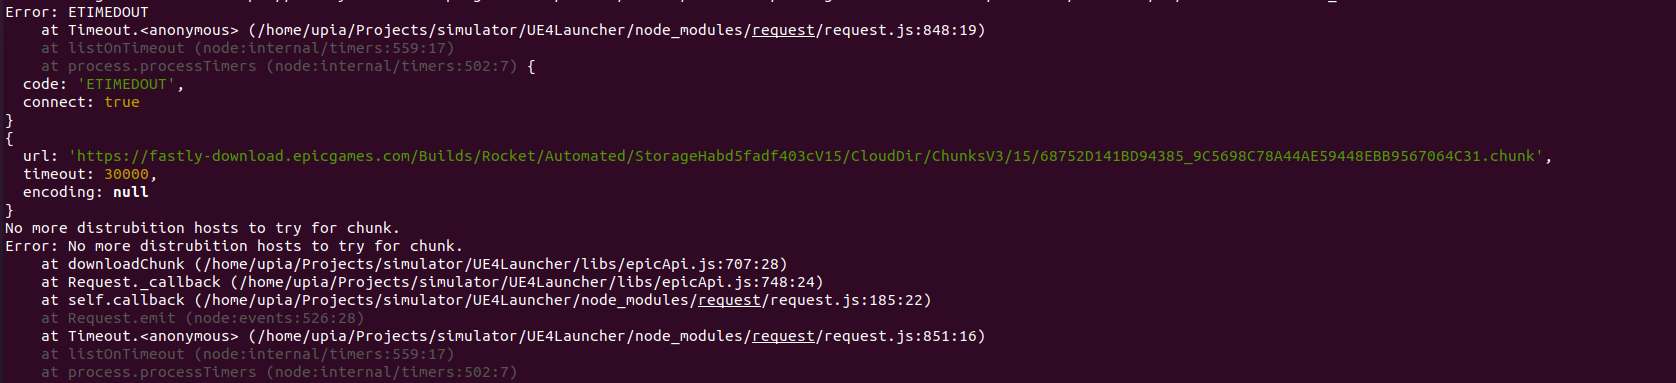 Error: ETIMEDOUT
    at Timeout.<anonymous> (/home/upia/Projects/simulator/UE4Launcher/node_modules/request/request.js:848:19)
    at listOnTimeout (node:internal/timers:559:17)
    at process.processTimers (node:internal/timers:502:7) {
  code: 'ETIMEDOUT',
  connect: true
}
{
  url: 'https://fastly-download.epicgames.com/Builds/Rocket/Automated/StorageHabd5fadf403cV15/CloudDir/ChunksV3/15/68752D141BD94385_9C5698C78A44AE59448EBB9567064C31.chunk',
  timeout: 30000,
  encoding: null
}
No more distrubition hosts to try for chunk.
Error: No more distrubition hosts to try for chunk.
    at downloadChunk (/home/upia/Projects/simulator/UE4Launcher/libs/epicApi.js:707:28)
    at Request._callback (/home/upia/Projects/simulator/UE4Launcher/libs/epicApi.js:748:24)
    at self.callback (/home/upia/Projects/simulator/UE4Launcher/node_modules/request/request.js:185:22)
    at Request.emit (node:events:526:28)
    at Timeout.<anonymous> (/home/upia/Projects/simulator/UE4Launcher/node_modules/request/request.js:851:16)
    at listOnTimeout (node:internal/timers:559:17)
    at process.processTimers (node:internal/timers:502:7)